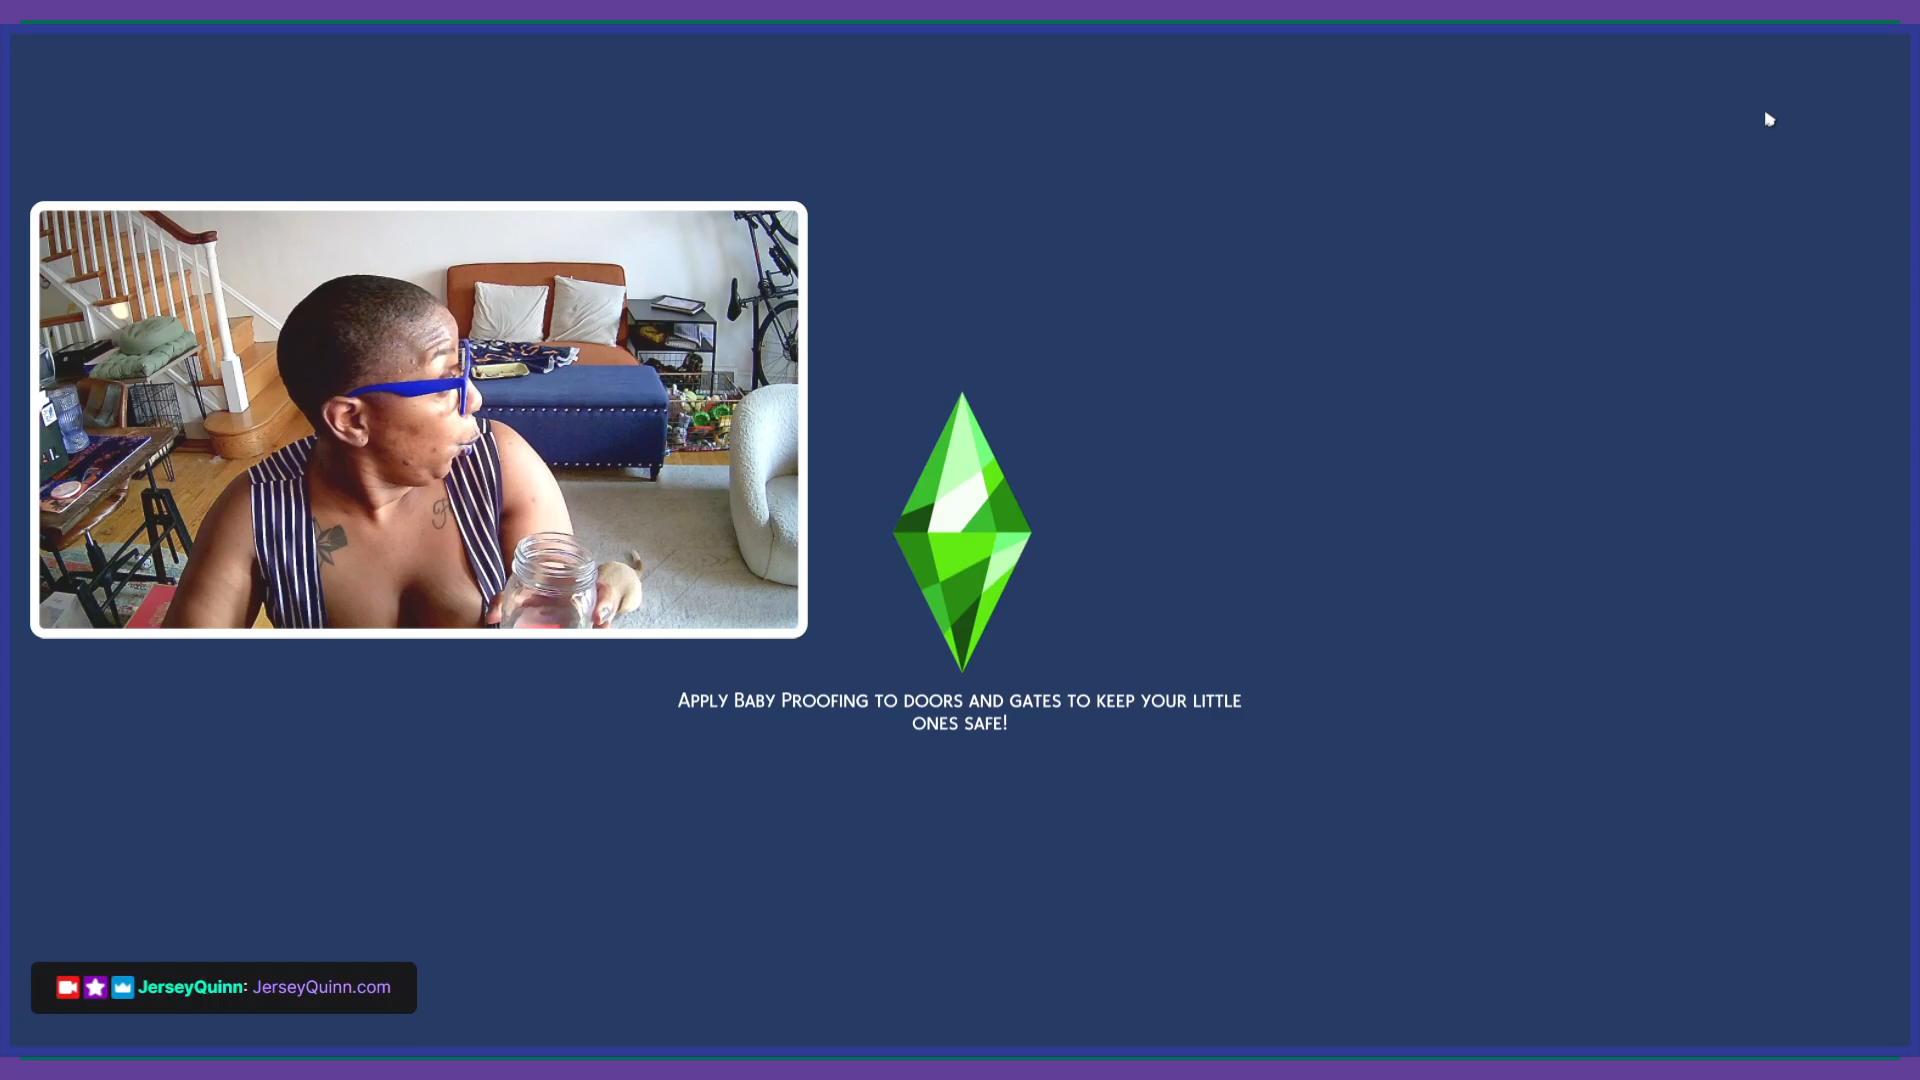 Apply Baby Proofing to doors and gates to keep your little
ones safe!
JerseyQuinn: JerseyQuinn.com